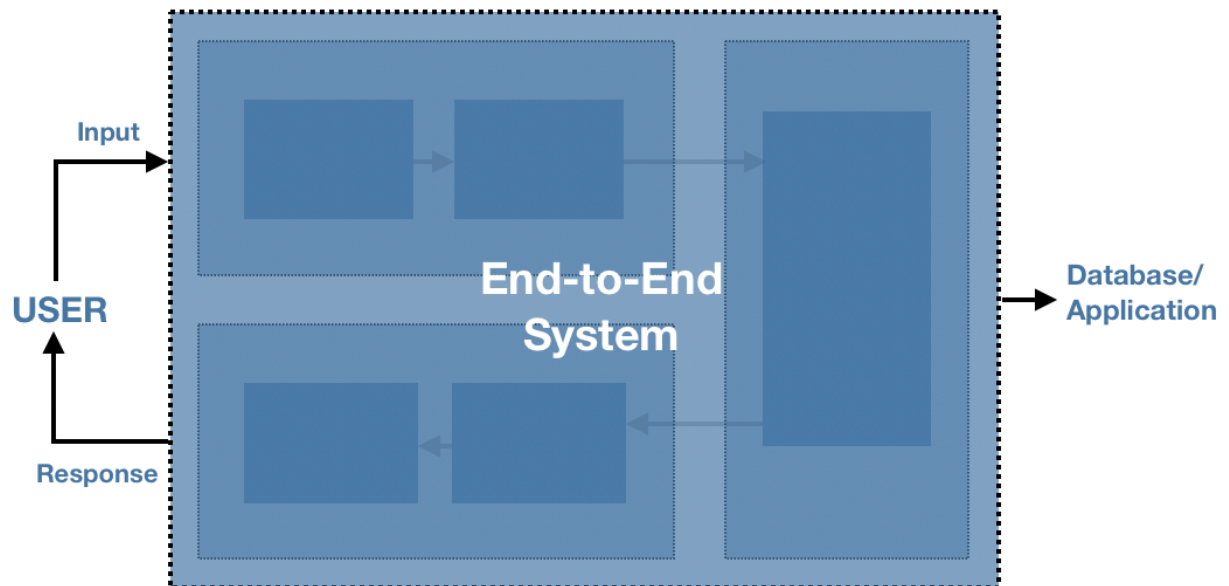 Input
USER
Response
End-to-End
System
Database/
Application